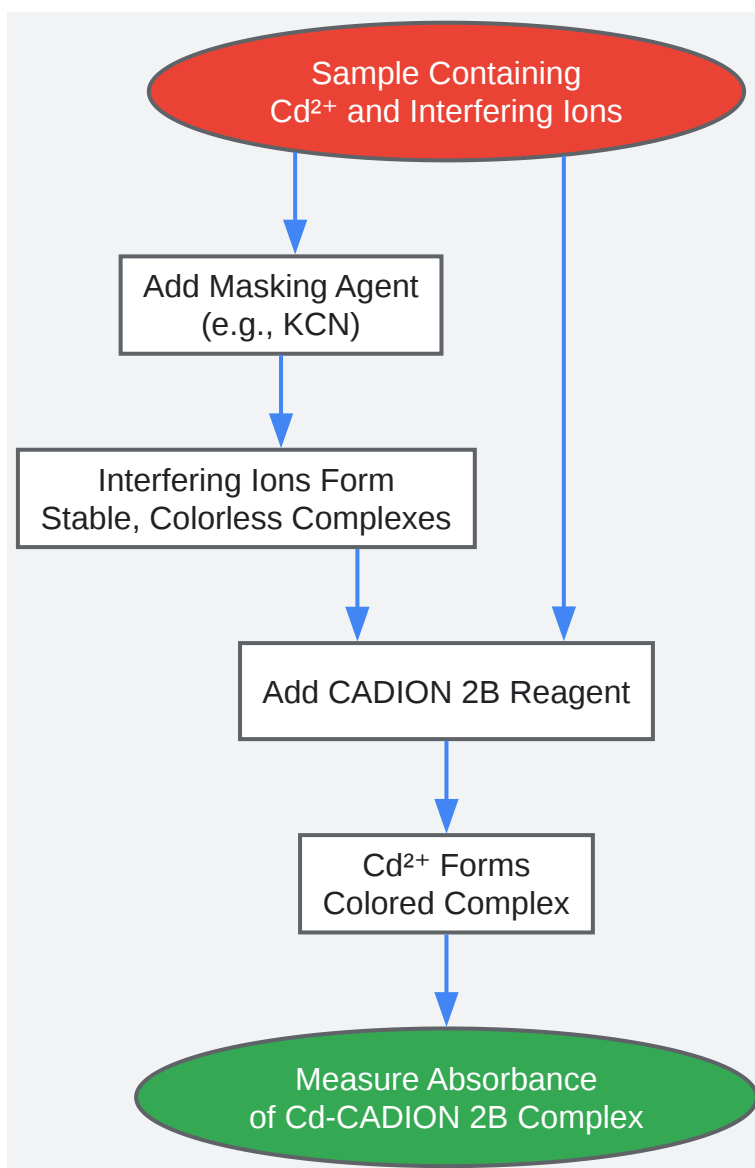 Sample Containing
Cd²⁺ and Interfering Ions
Add Masking Agent
(e.g., KCN)
Interfering Ions Form
Stable, Colorless Complexes
Add CADION 2B Reagent
Cd²⁺ Forms
Colored Complex
Measure Absorbance
of Cd-CADION 2B Complex